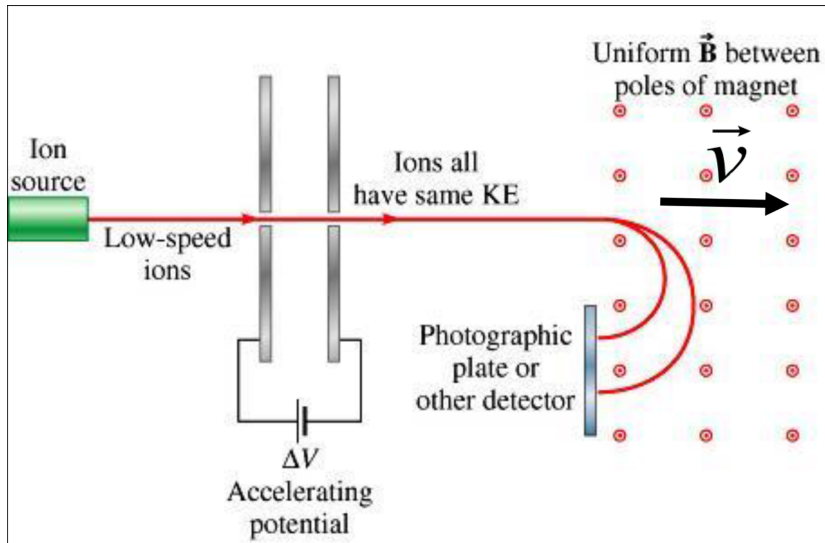 Uniform B⃗ between
poles of magnet
v⃗
Ion
source
Ions all
have same KE
Low-speed
ions
Photographic
plate or
other detector
ΔV
Accelerating
potential